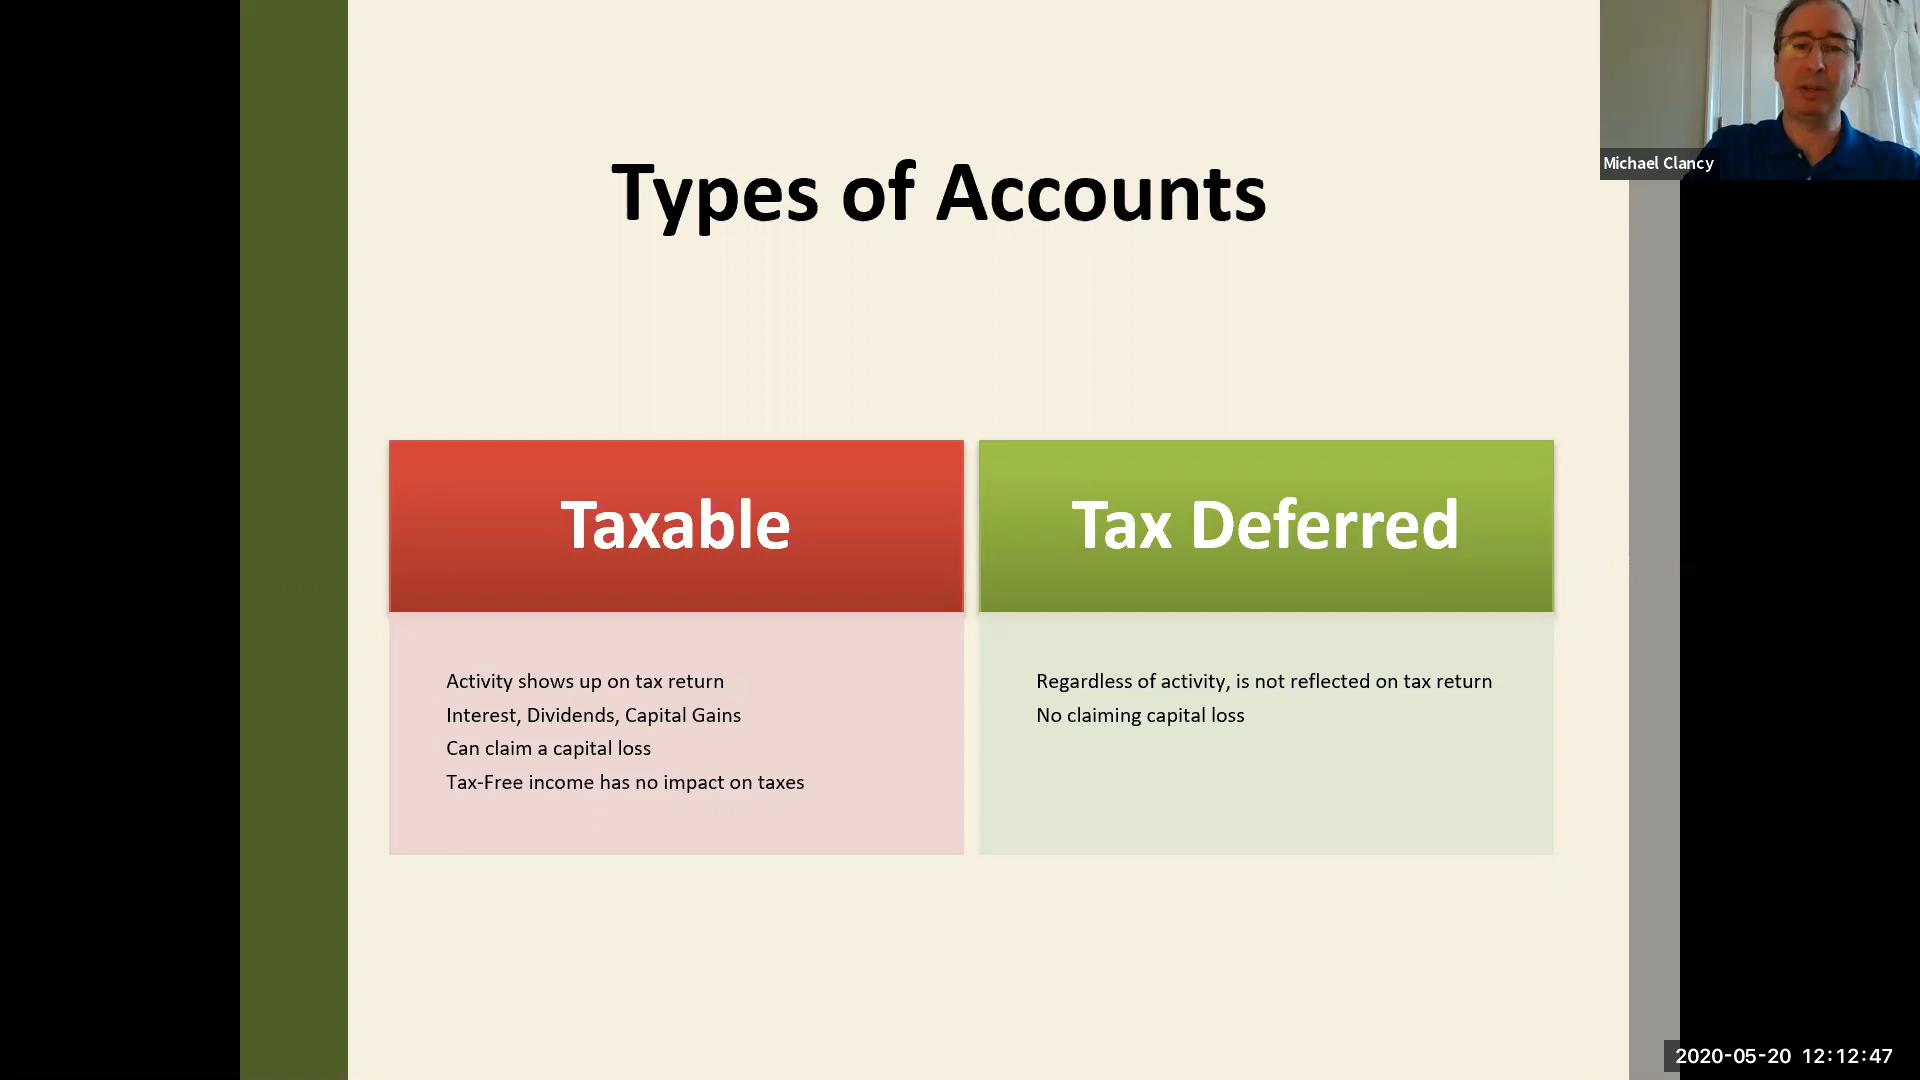 Types of Accounts
Michael Clancy
Taxable
Activity shows up on tax return
Interest, Dividends, Capital Gains
Can claim a capital loss
Tax-Free income has no impact on taxes
Tax Deferred
Regardless of activity, is not reflected on tax return
No claiming capital loss
2020-05-20 12:12:47